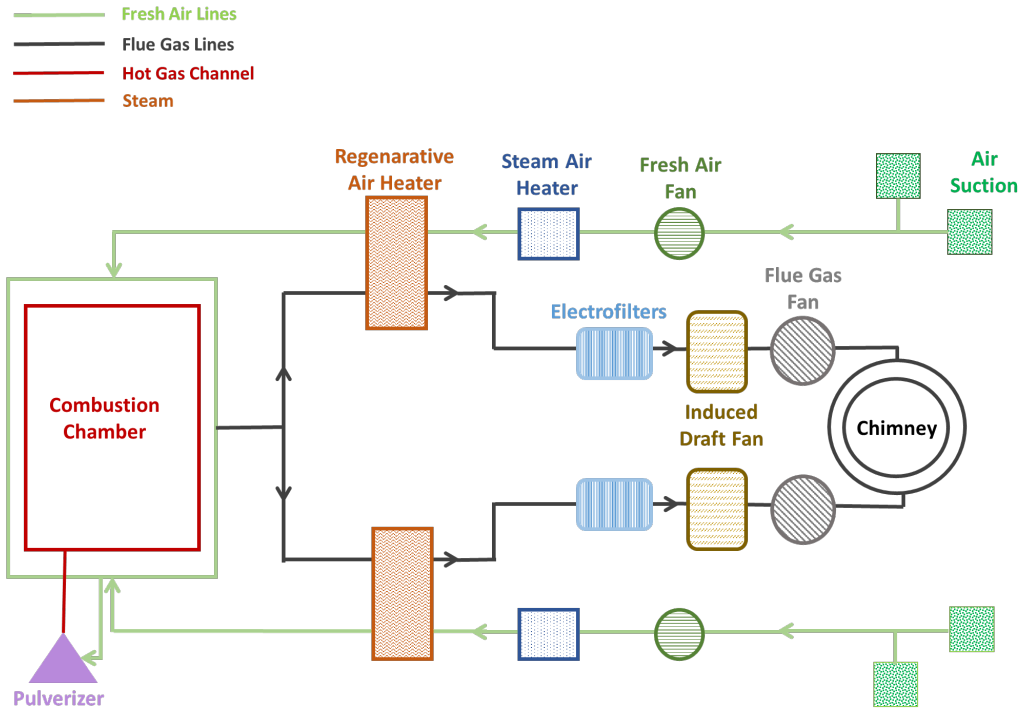 Fresh Air Lines
Flue Gas Lines
Hot Gas Channel
Steam
Regenarative
Air Heater
Steam Air
Heater
Fresh Air
Fan
Air
Suction
Flue Gas
Fan
Electrofilters
Combustion
Chamber
Induced
Draft Fan
Chimney
Pulverizer